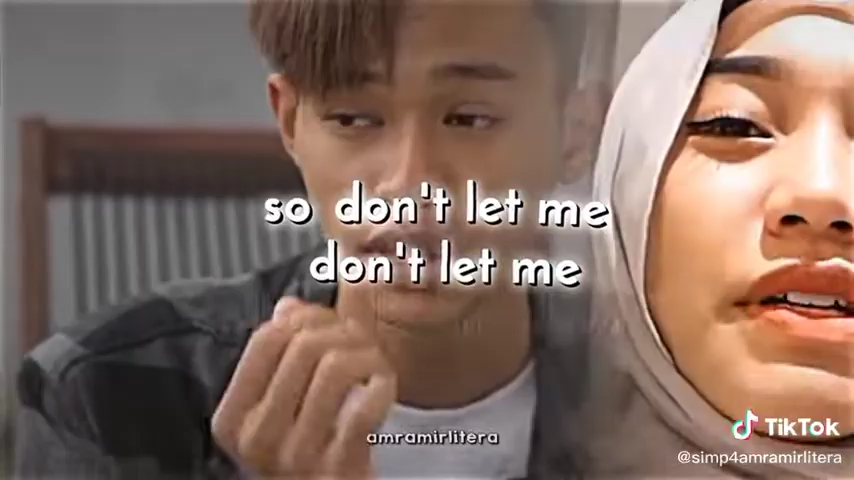 so don't let me
don't let me
amramirlitera
TikTok
@simp4amramirlitera